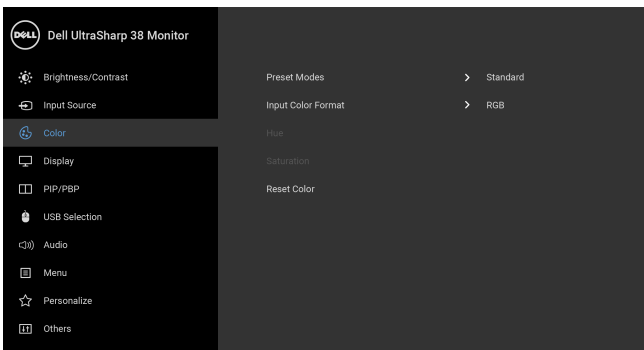 DELL Dell UltraSharp 38 Monitor
Brightness/Contrast Preset Modes Standard
Input Source Input Color Format RGB
Color Hue
Display Saturation
PIP/PBP Reset Color
USB Selection
Audio
Menu
Personalize
Others